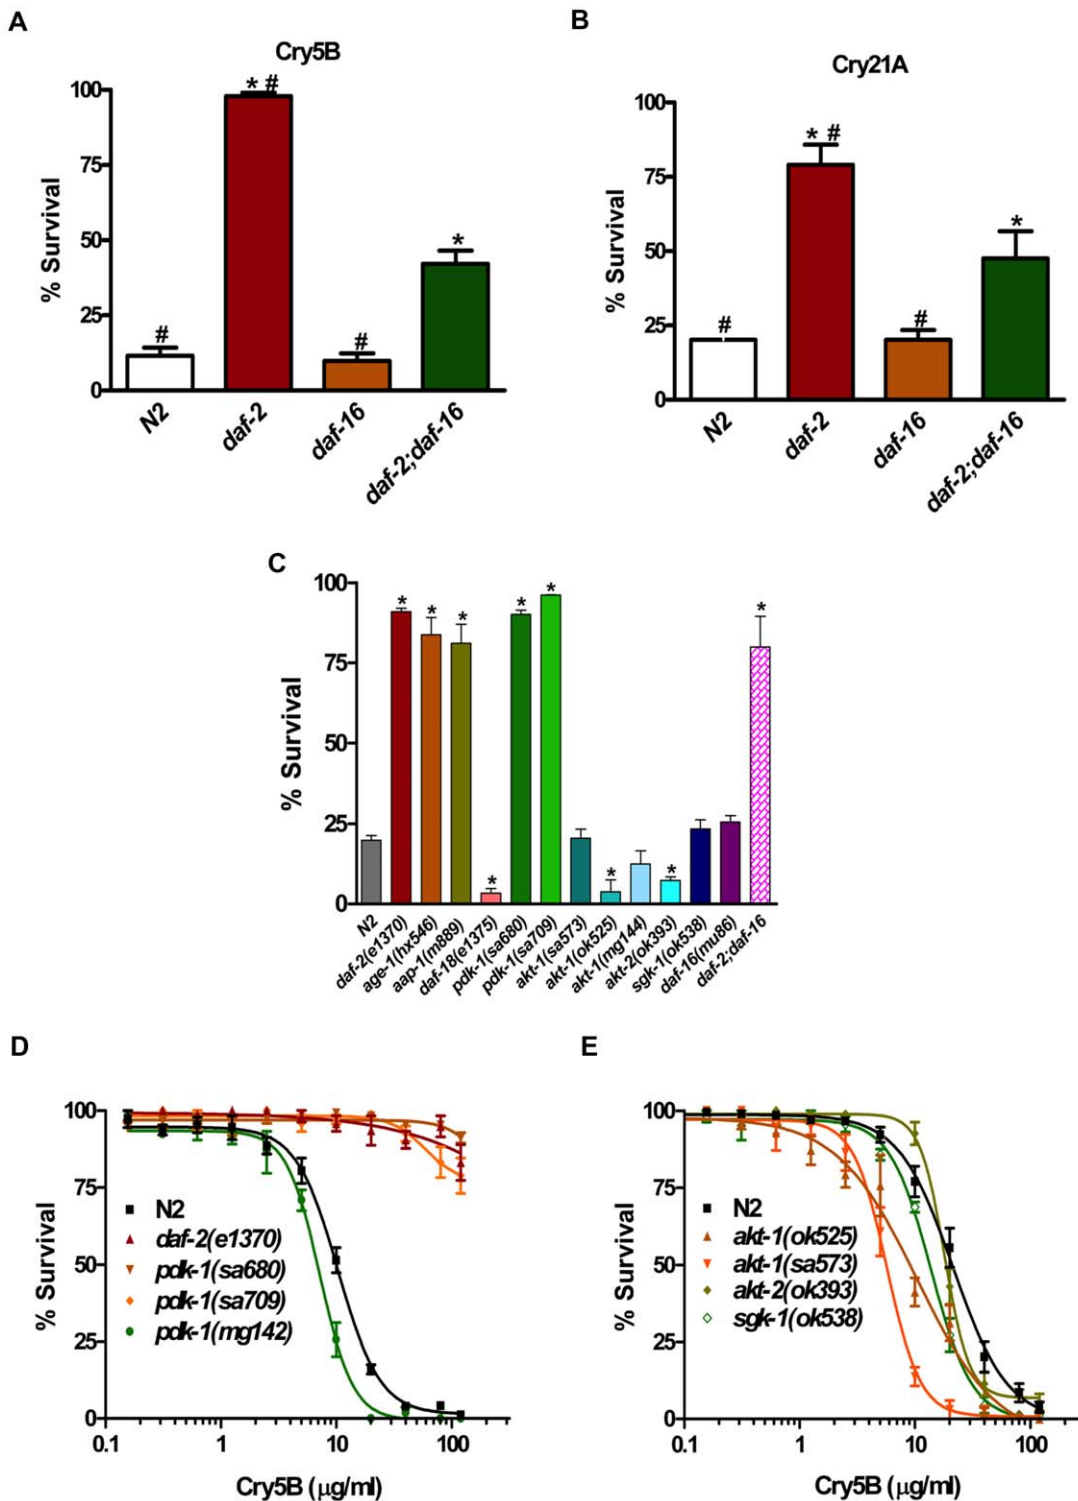 A
Cry5B
% Survival
100
75
50
25
0
* #
#
#
*
N2
daf-2
daf-16
daf-2;daf-16
B
Cry21A
% Survival
100
75
50
25
0
* #
#
#
*
N2
daf-2
daf-16
daf-2;daf-16
C
% Survival
100
75
50
25
0
* * * * * * * * *
N2
daf-2(e1370)
age-1(hx546)
aap-1(m889)
daf-18(e1375)
pdk-1(sa680)
pdk-1(sa709)
akt-1(sa573)
akt-1(ok525)
akt-1(mg144)
akt-2(ok393)
sgk-1(ok538)
daf-16(mu86)
daf-2;daf-16
D
% Survival
100
75
50
25
0
N2
daf-2(e1370)
pdk-1(sa680)
pdk-1(sa709)
pdk-1(mg142)
0.1 1 10 100
Cry5B (μg/ml)
E
% Survival
100
75
50
25
0
N2
akt-1(ok525)
akt-1(sa573)
akt-2(ok393)
sgk-1(ok538)
0.1 1 10 100
Cry5B (μg/ml)